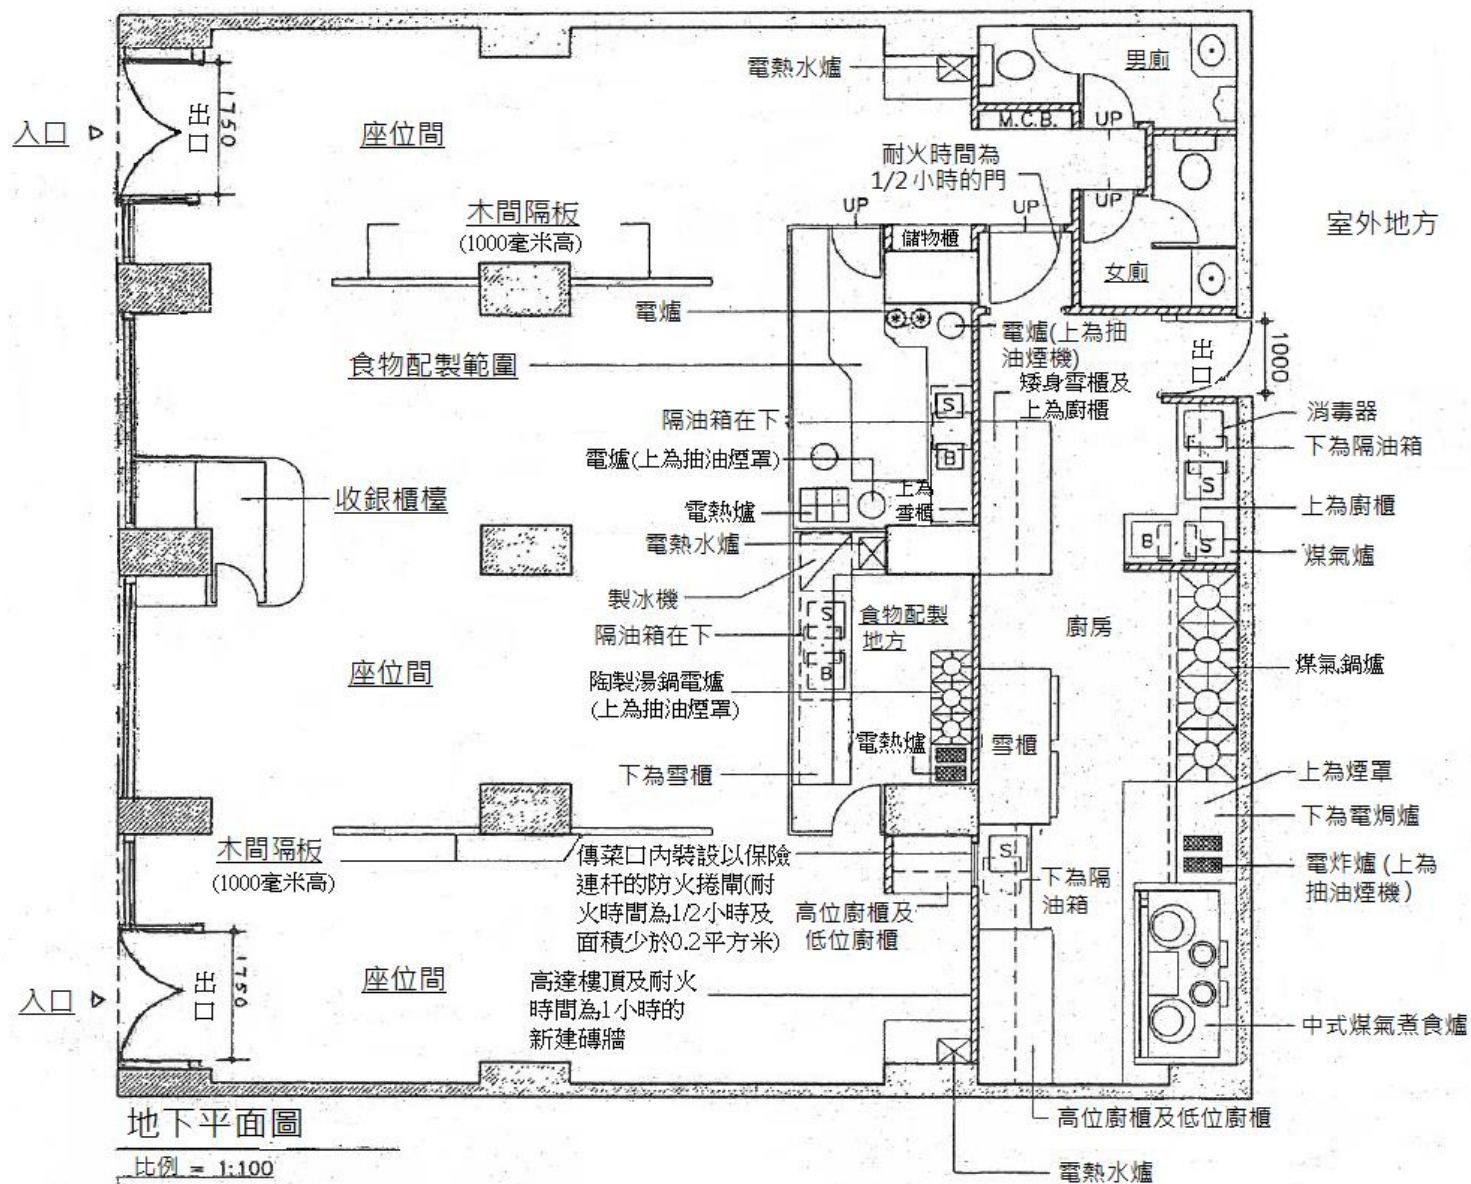 電熱水爐
男廁
M.C.B.
UP
入口
出口
1750
座位間
耐火時間為
1/2 小時的門
木間隔板
(1000毫米高)
UP
UP
UP
儲物櫃
女廁
室外地方
電爐
電爐(上為抽
油煙機)
出口
1000
食物配製範圍
矮身雪櫃及
上為廚櫃
隔油箱在下
S
消毒器
下為隔油箱
電爐(上為抽油煙罩)
B
S
收銀櫃檯
電熱爐
上為
雪櫃
上為廚櫃
電熱水爐
B
S
煤氣爐
製冰機
S
食物配製
地方
隔油箱在下
廚房
座位間
B
陶製湯鍋電爐
(上為抽油煙罩)
煤氣鍋爐
電熱爐
雪櫃
下為雪櫃
上為煙罩
下為電焗爐
木間隔板
(1000毫米高)
傳菜口內裝設以保險
連杆的防火捲閘(耐
火時間為1/2小時及
面積少於0.2平方米)
S
下為隔
油箱
電炸爐 (上為
抽油煙機)
高位廚櫃及
低位廚櫃
入口
出口
1750
座位間
高達樓頂及耐火
時間為1小時的
新建磚牆
中式煤氣煮食爐
地下平面圖
高位廚櫃及低位廚櫃
比例 = 1:100
電熱水爐